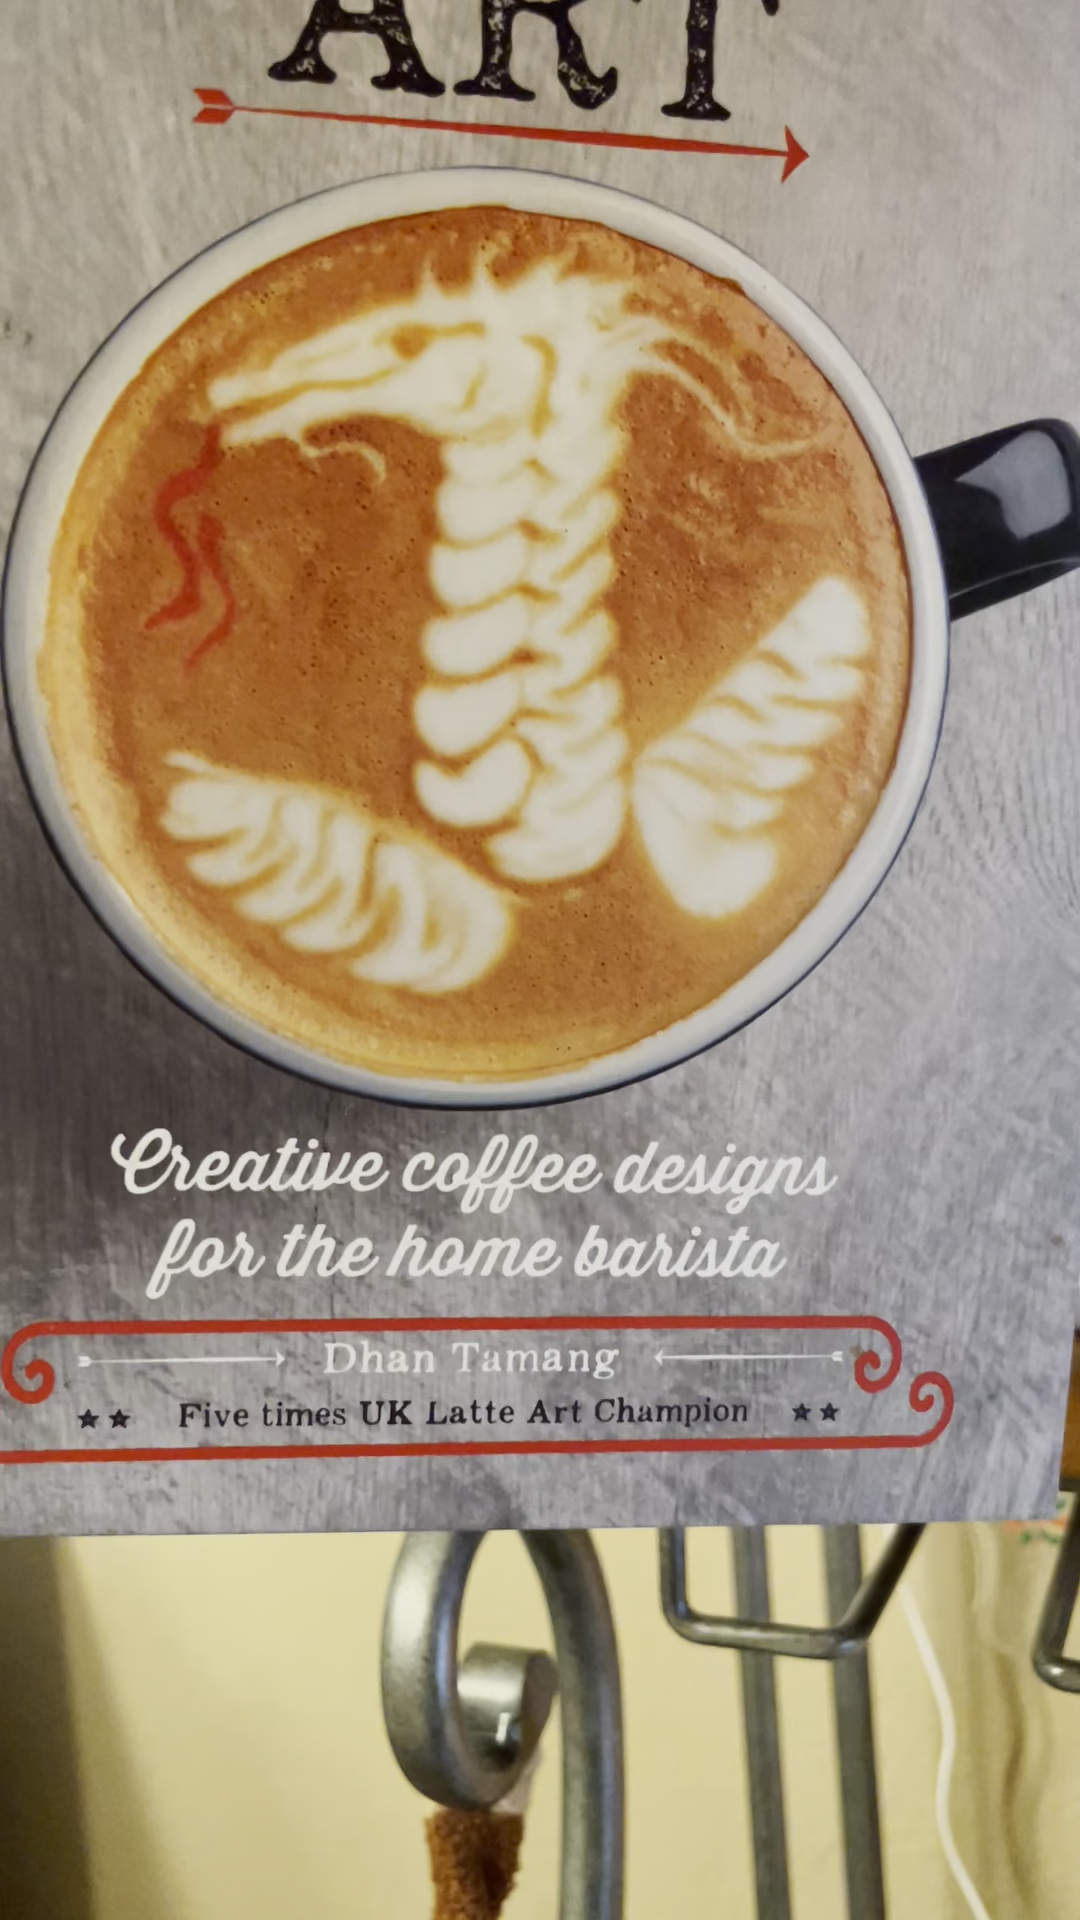 ART
Creative coffee designs
for the home barista
Dhan Tamang
Five times UK Latte Art Champion